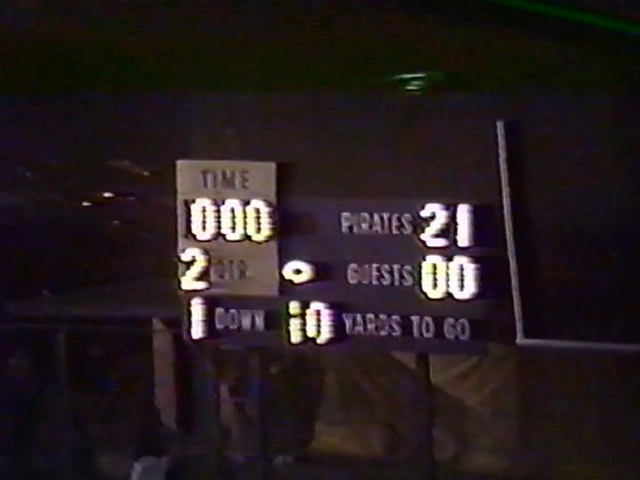 TIME
000 PIRATES 21
2 QTR GUESTS 00
1 DOWN 10 YARDS TO GO